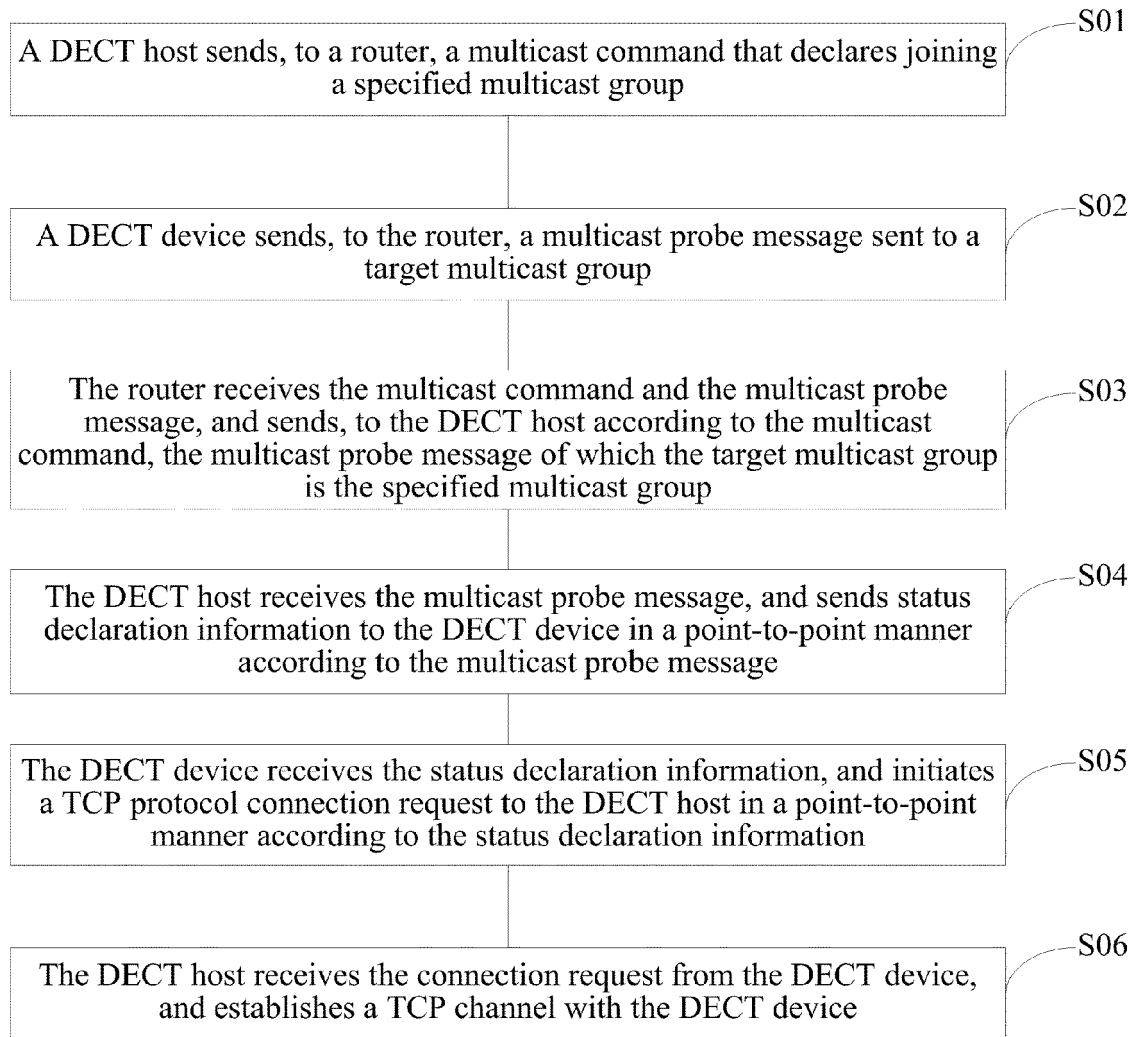 S01
A DECT host sends, to a router, a multicast command that declares joining
a specified multicast group
S02
A DECT device sends, to the router, a multicast probe message sent to a
target multicast group
S03
The router receives the multicast command and the multicast probe
message, and sends, to the DECT host according to the multicast
command, the multicast probe message of which the target multicast group
is the specified multicast group
S04
The DECT host receives the multicast probe message, and sends status
declaration information to the DECT device in a point-to-point manner
according to the multicast probe message
S05
The DECT device receives the status declaration information, and initiates
a TCP protocol connection request to the DECT host in a point-to-point
manner according to the status declaration information
S06
The DECT host receives the connection request from the DECT device,
and establishes a TCP channel with the DECT device